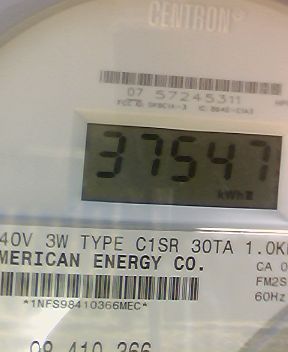 CENTRON
07 57245311
37547
kWh
40V 3W TYPE C1SR 30TA 1.0K
MERICAN ENERGY CO.
CA 0
FM2S
60Hz
*1NFS98410366MEC*
98 410 366